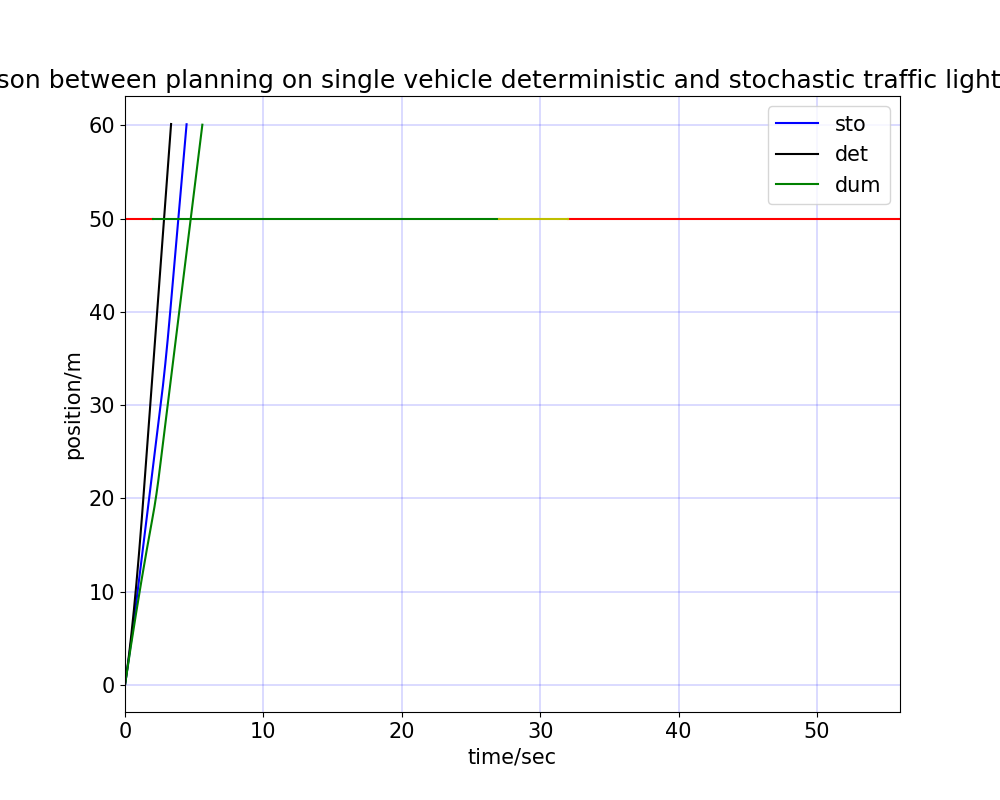 son between planning on single vehicle deterministic and stochastic traffic light
sto
det
dum
60
50
40
30
20
10
0
position/m
0 10 20 30 40 50
time/sec